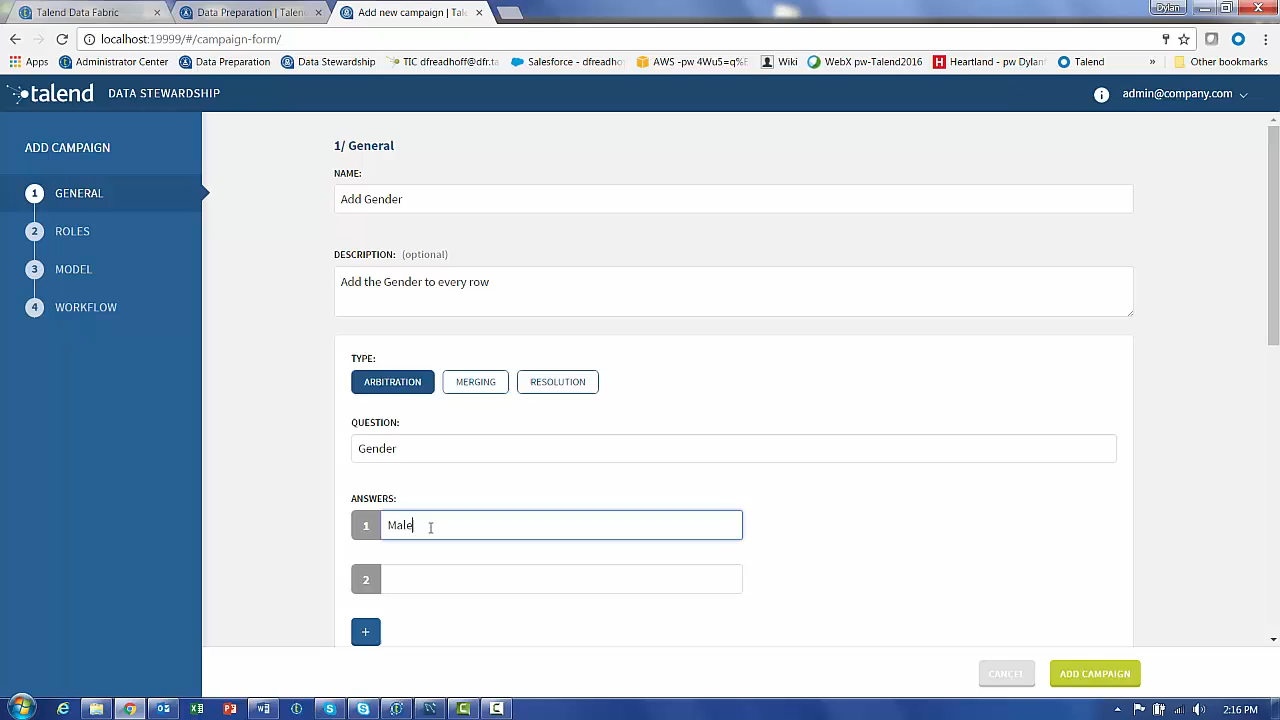 Talend Data Fabric
Data Preparation | Talen
Add new campaign | Tal
Dylan
localhost:19999/#/campaign-form/
Apps
Administrator Center
Data Preparation
Data Stewardship
TIC dfreadhoff@dfr.ta
Salesforce - dfreadho
AWS -pw 4Wu5=q%E
Wiki
WebX pw-Talend2016
Heartland - pw Dylan
Talend
»
Other bookmarks
talend
DATA STEWARDSHIP
admin@company.com
ADD CAMPAIGN
1 GENERAL
2 ROLES
3 MODEL
4 WORKFLOW
1/ General
NAME:
Add Gender
DESCRIPTION: (optional)
Add the Gender to every row
TYPE:
ARBITRATION
MERGING
RESOLUTION
QUESTION:
Gender
ANSWERS:
1 Male
2
+
CANCEL
ADD CAMPAIGN
2:16 PM